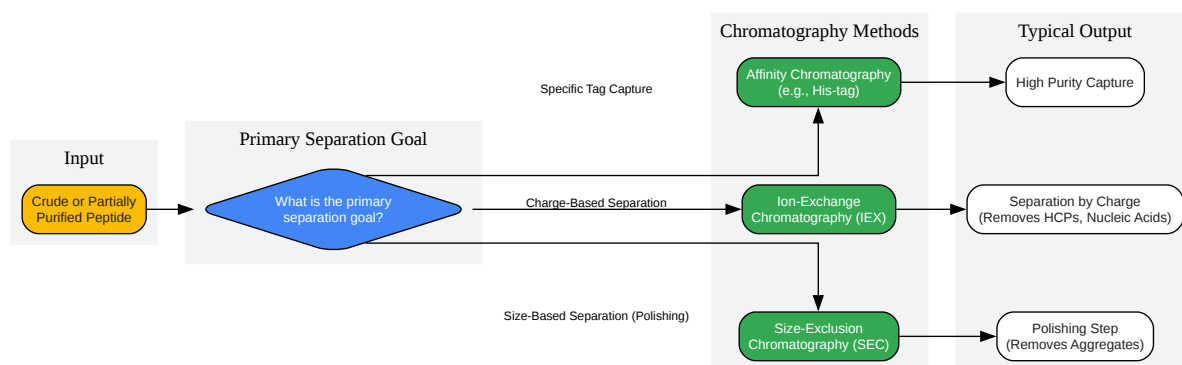 Input
Crude or Partially
Purified Peptide
Primary Separation Goal
What is the primary
separation goal?
Specific Tag Capture
Charge-Based Separation
Size-Based Separation (Polishing)
Chromatography Methods
Affinity Chromatography
(e.g., His-tag)
Ion-Exchange
Chromatography (IEX)
Size-Exclusion
Chromatography (SEC)
Typical Output
High Purity Capture
Separation by Charge
(Removes HCPs, Nucleic Acids)
Polishing Step
(Removes Aggregates)